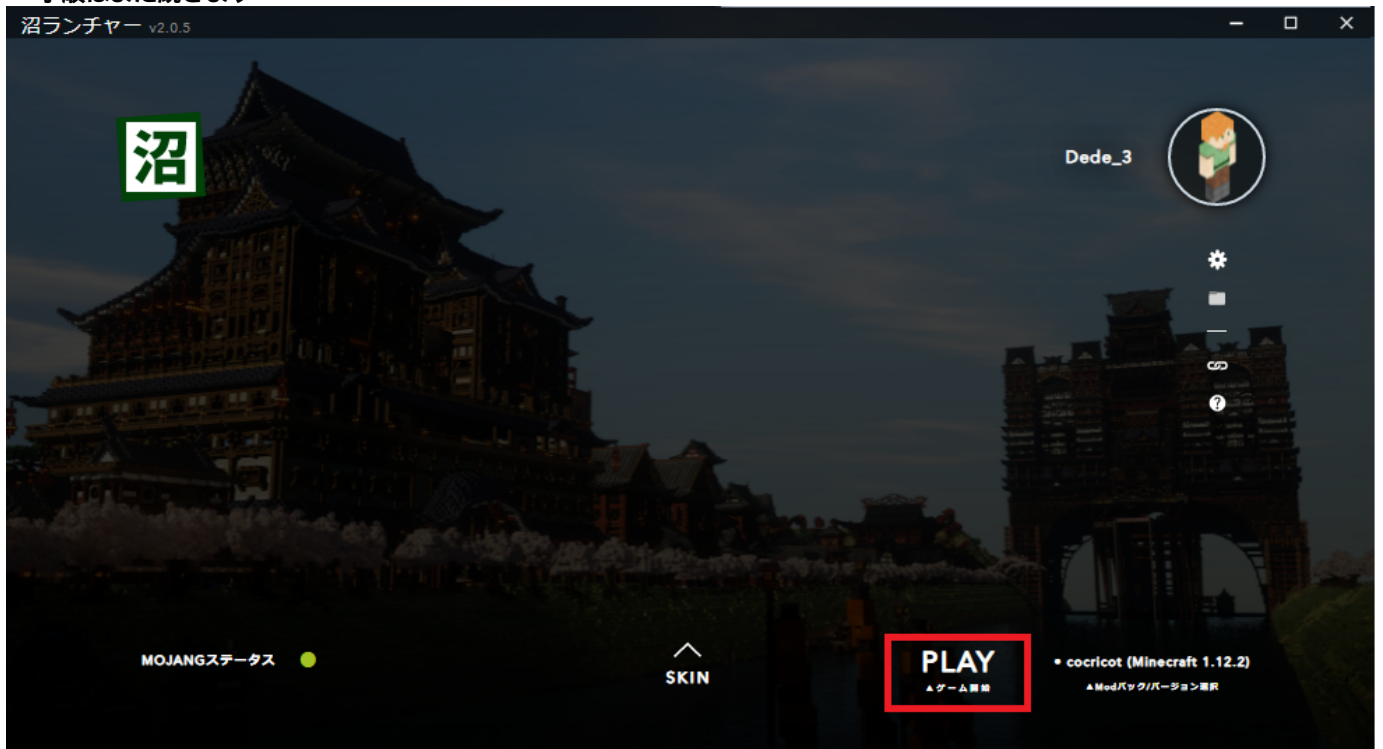 沼ランチャー v2.0.5
沼
Dede_3
MOJANGステータス
SKIN
PLAY
▲ゲーム開始
• cocricot (Minecraft 1.12.2)
▲Modパック/バージョン選択